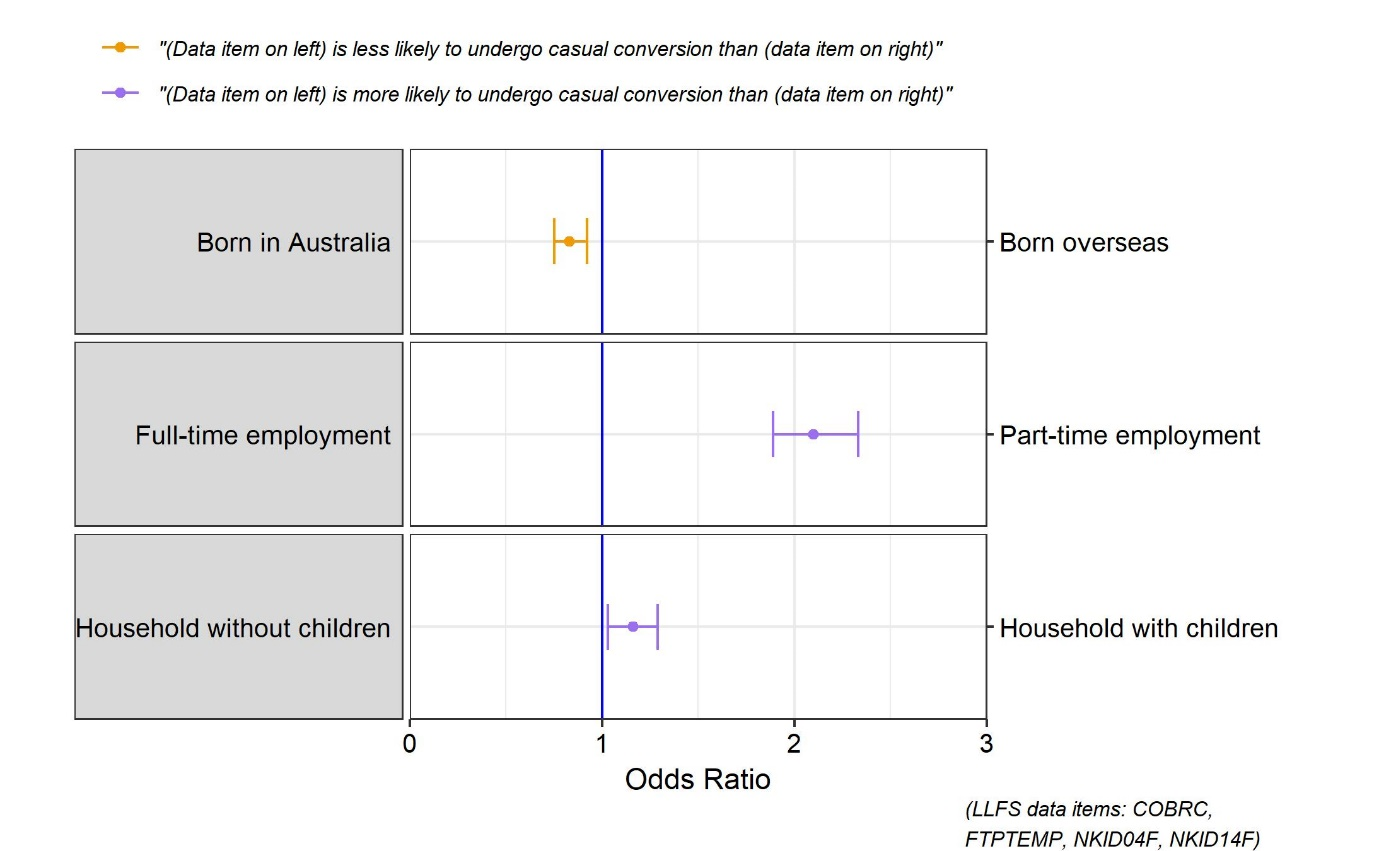 "(Data item on left) is less likely to undergo casual conversion than (data item on right)"
"(Data item on left) is more likely to undergo casual conversion than (data item on right)"
Born in Australia
Born overseas
Full-time employment
Part-time employment
Household without children
Household with children
0 1 2 3
Odds Ratio
(LLFS data items: COBRC,
FTPTEMP, NKID04F, NKID14F)